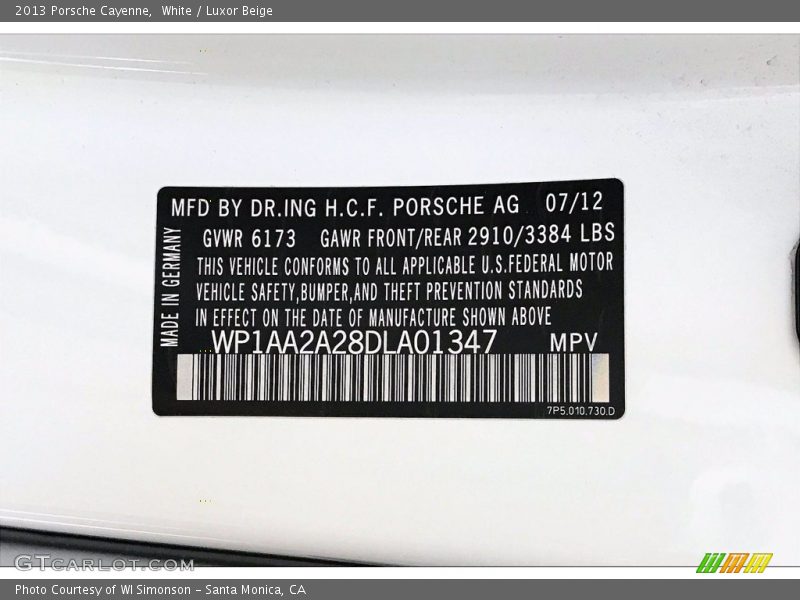 2013 Porsche Cayenne,  White / Luxor Beige
MFD BY DR.ING H.C.F. PORSCHE AG 07/12
GVWR 6173 GAWR FRONT/REAR 2910/3384 LBS
THIS VEHICLE CONFORMS TO ALL APPLICABLE U.S.FEDERAL MOTOR
VEHICLE SAFETY,BUMPER,AND THEFT PREVENTION STANDARDS
IN EFFECT ON THE DATE OF MANUFACTURE SHOWN ABOVE
MADE IN GERMANY
WP1AA2A28DLA01347 MPV
7P5.010.730.D
GTCARLOT.COM
Photo Courtesy of WI Simonson - Santa Monica, CA